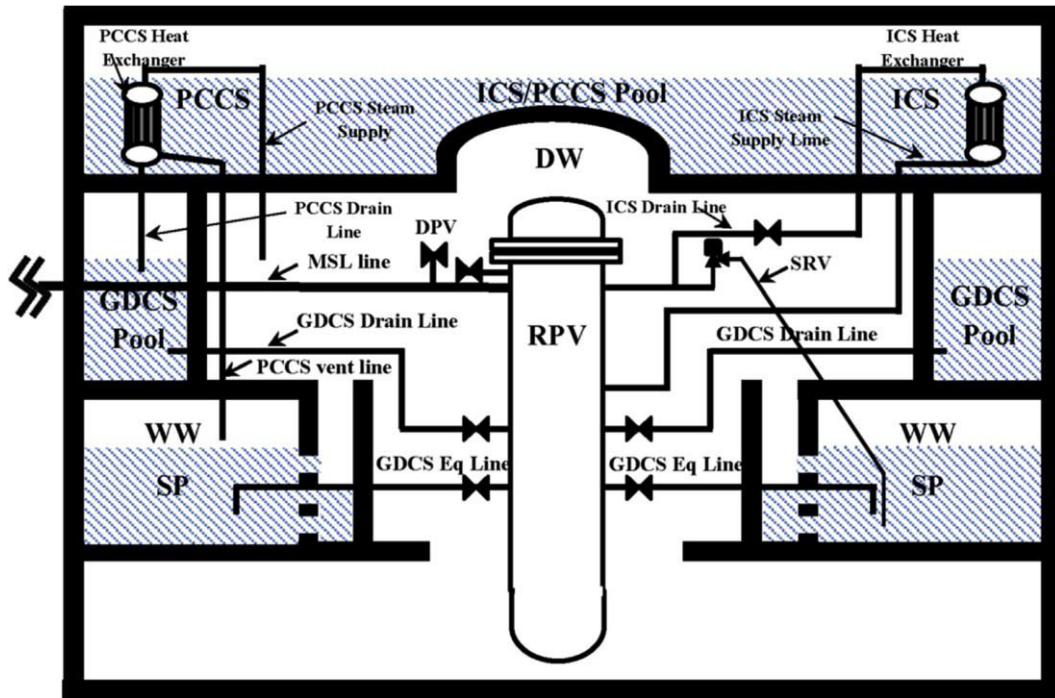 PCCS Heat
Exchanger
ICS Heat
Exchanger
PCCS
ICS/PCCS Pool
ICS
PCCS Steam
Supply
ICS Steam
Supply Lime
DW
PCCS Drain
Line
ICS Drain Line
DPV
MSL line
SRV
GDCS
Pool
GDCS Drain Line
RPV
GDCS Drain Line
GDCS
Pool
PCCS vent line
WW
SP
GDCS Eq Line
GDCS Eq Line
WW
SP